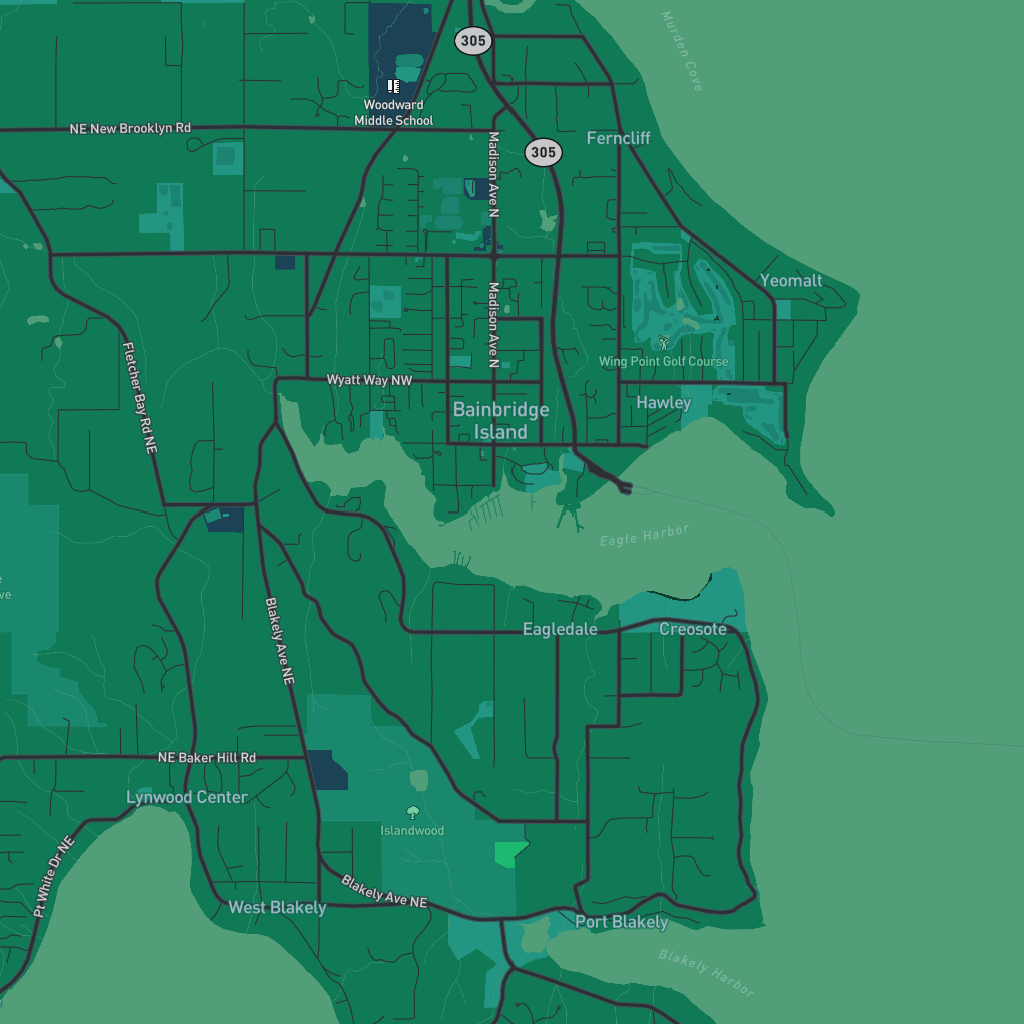 Murden Cove
305
Woodward
Middle School
NE New Brooklyn Rd
Ferncliff
305
Madison Ave N
Yeomalt
Madison Ave N
Fletcher Bay Rd NE
Wing Point Golf Course
Wyatt Way NW
Hawley
Bainbridge
Island
Eagle Harbor
ve
Eagledale
Creosote
Blakely Ave NE
NE Baker Hill Rd
Lynwood Center
Islandwood
Pt White Dr NE
Blakely Ave NE
West Blakely
Port Blakely
Blakely Harbor